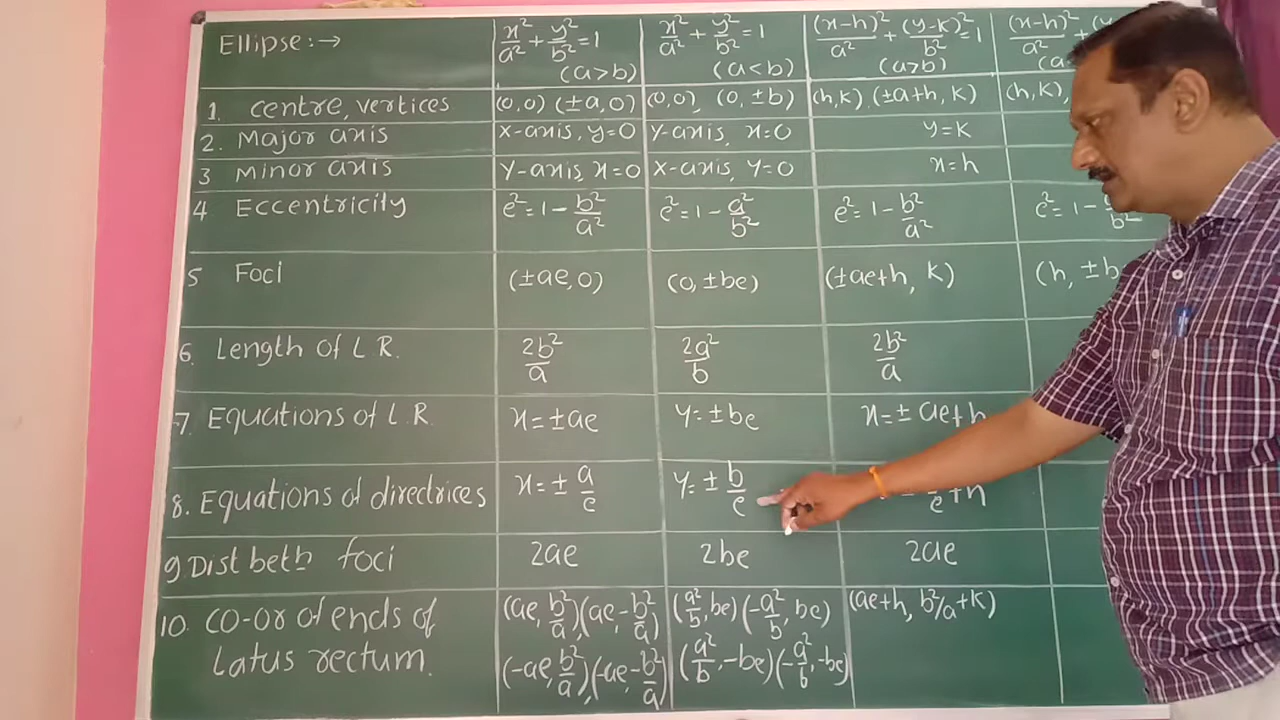 Ellipse:→ x²/a² + y²/b² = 1 (a>b) x²/a² + y²/b² = 1 (a<b) (x-h)²/a² + (y-k)²/b² = 1 (a>b) (x-h)²/a² +
1. centre, vertices (0,0) (±a,0) (0,0), (0,±b) (h,k) (±a+h, k) (h,k),
2. Major axis x-axis, y=0 y-axis, x=0 y=k
3 Minor axis y-axis, x=0 x-axis, y=0 x=h
4 Eccentricity e²=1-b²/a² e²=1-a²/b² e²=1-b²/a² e²=1-
5 Foci (±ae,0) (0,±be) (±ae+h, k) (h, ±b
6. Length of L R. 2b²/a 2a²/b 2b²/a
7. Equations of L.R. x=±ae y=±be x=±ae+h
8. Equations of directrices x=±a/e y=±b/e e+h
9 Dist betn foci 2ae 2be 2ae
10. co-or of ends of (ae, b²/a), (ae, -b²/a) (a²/b, be) (-a²/b, be) (ae+h, b²/a+k)
Latus rectum. (-ae, b²/a), (-ae, -b²/a) (a²/b, -be) (-a²/b, -be)